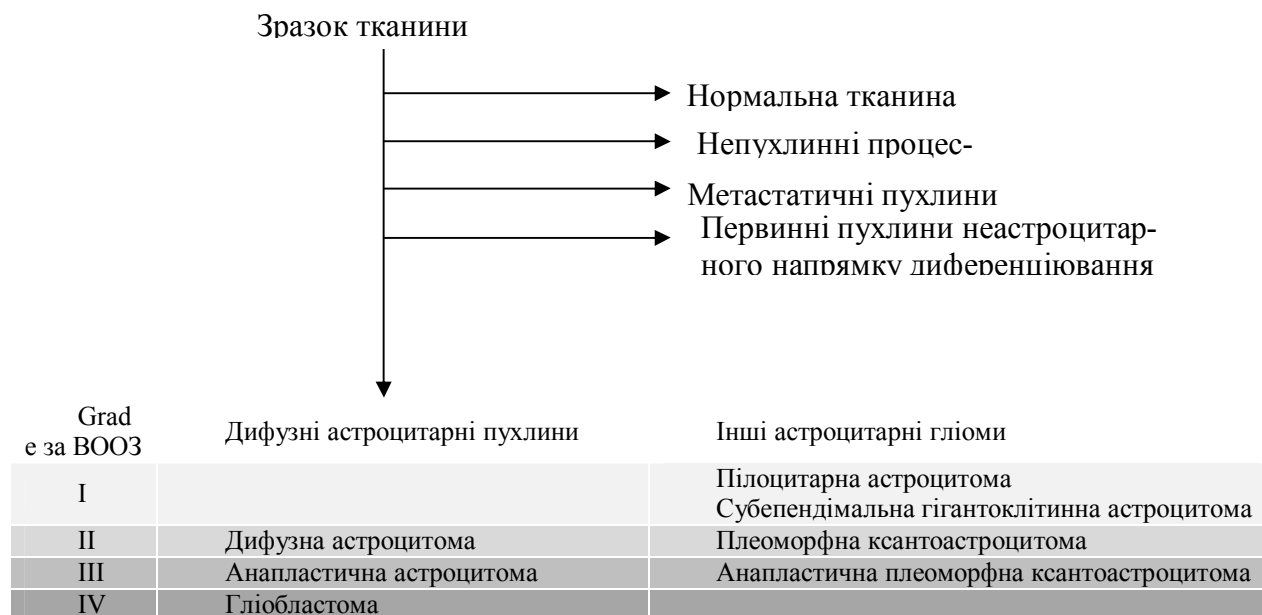 Зразок тканини
Нормальна тканина
Непухлинні процес-
Метастатичні пухлини
Первинні пухлини неастроцитар-
ного напрямку диференціювання
Grad
е за ВООЗ
Дифузні астроцитарні пухлини
Інші астроцитарні гліоми
I
Пілоцитарна астроцитома
Субепендімальна гігантоклітинна астроцитома
II
Дифузна астроцитома
Плеоморфна ксантоастроцитома
III
Анапластична астроцитома
Анапластична плеоморфна ксантоастроцитома
IV
Гліобластома